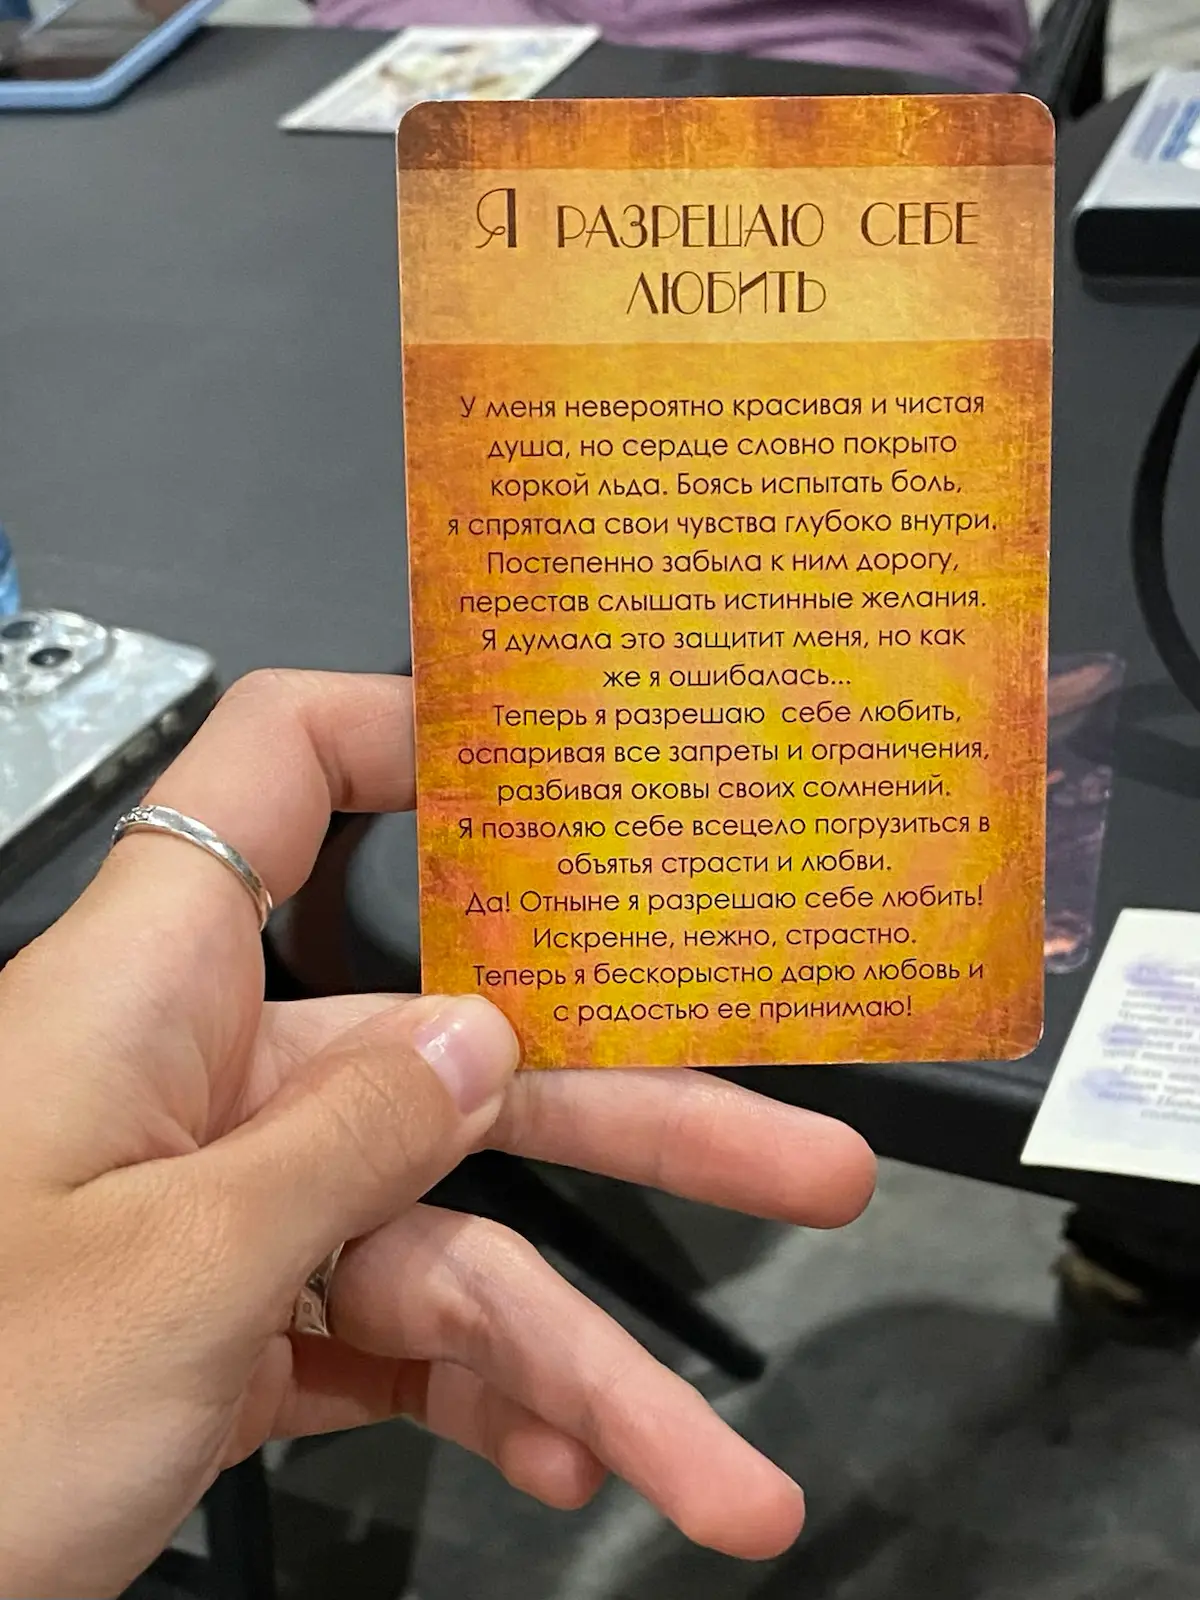 Я РАЗРЕШАЮ СЕБЕ
ЛЮБИТЬ
У меня невероятно красивая и чистая
душа, но сердце словно покрыто
коркой льда. Боясь испытать боль,
я спрятала свои чувства глубоко внутри.
Постепенно забыла к ним дорогу,
перестав слышать истинные желания.
Я думала это защитит меня, но как
же я ошибалась...
Теперь я разрешаю себе любить,
оспаривая все запреты и ограничения,
разбивая оковы своих сомнений.
Я позволяю себе всецело погрузиться в
объятья страсти и любви.
Да! Отныне я разрешаю себе любить!
Искренне, нежно, страстно.
Теперь я бескорыстно дарю любовь и
с радостью ее принимаю!